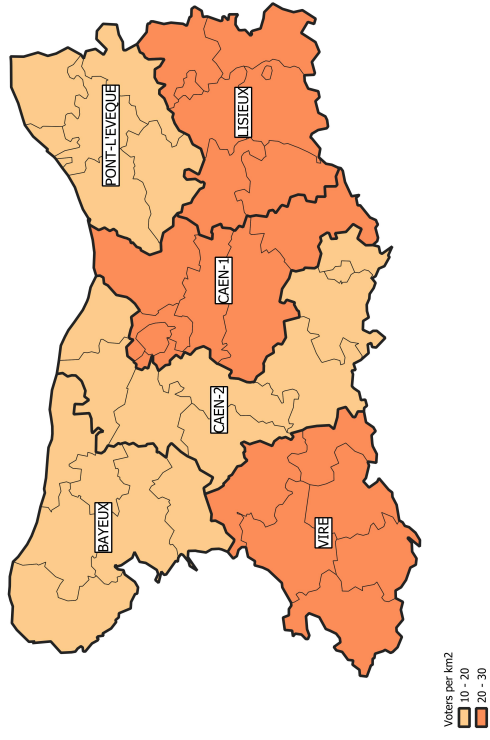 PONT-L'EVEQUE
LISIEUX
CAEN-1
CAEN-2
BAYEUX
VIRE
Voters per km2
10 - 20
20 - 30